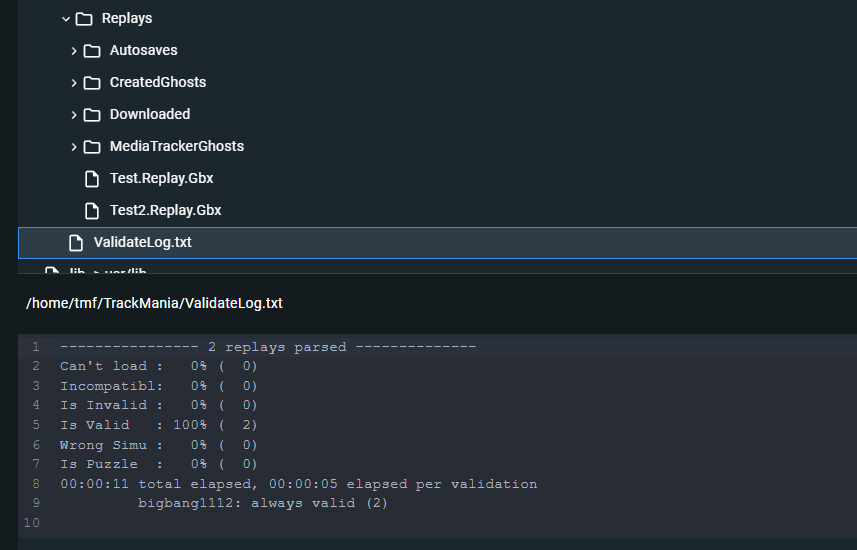 Replays
Autosaves
CreatedGhosts
Downloaded
MediaTrackerGhosts
Test.Replay.Gbx
Test2.Replay.Gbx
ValidateLog.txt
lib -> usr/lib
/home/tmf/TrackMania/ValidateLog.txt
1 ---------------- 2 replays parsed --------------
2 Can't load :   0% (  0)
3 Incompatibl:   0% (  0)
4 Is Invalid :   0% (  0)
5 Is Valid   : 100% (  2)
6 Wrong Simu :   0% (  0)
7 Is Puzzle  :   0% (  0)
8 00:00:11 total elapsed, 00:00:05 elapsed per validation
9          bigbang1112: always valid (2)
10